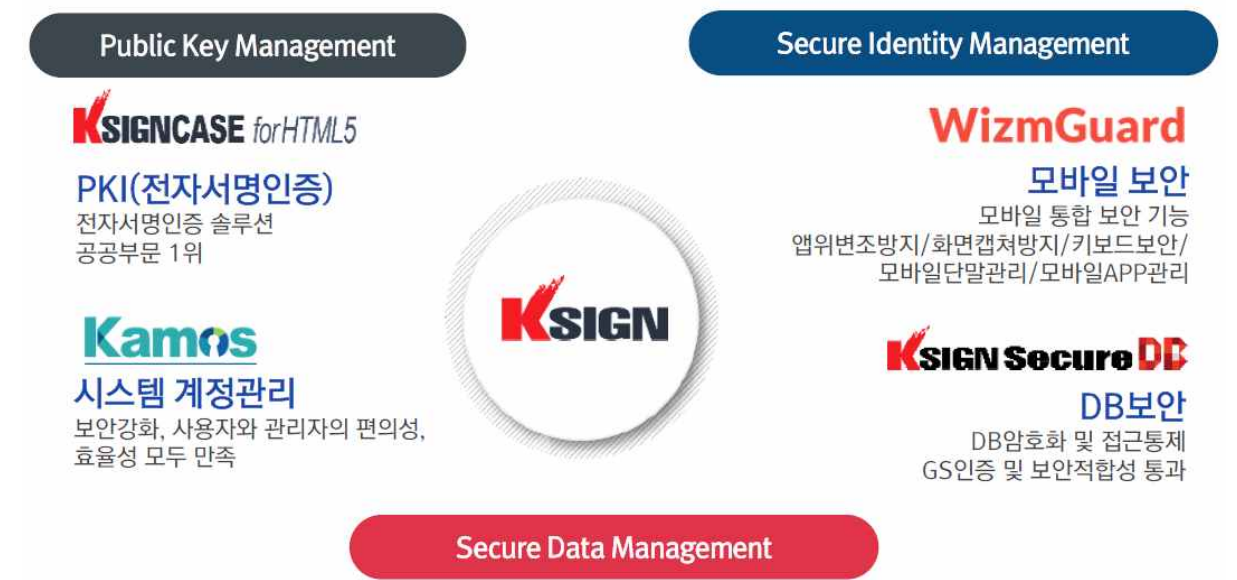 Public Key Management
KSIGNCASE forHTML5
PKI(전자서명인증)
전자서명인증 솔루션
공공부문 1위
Kamos
시스템 계정관리
보안강화, 사용자와 관리자의 편의성,
효율성 모두 만족
KSIGN
Secure Identity Management
WizmGuard
모바일 보안
모바일 통합 보안 기능
앱위변조방지/화면캡쳐방지/키보드보안/
모바일단말관리/모바일APP관리
KSIGN Secure DB
DB보안
DB암호화 및 접근통제
GS인증 및 보안적합성 통과
Secure Data Management